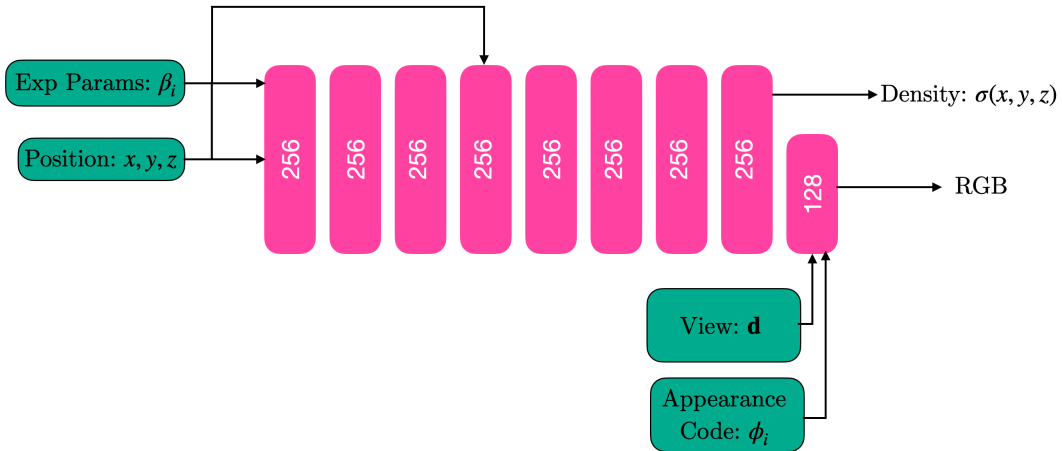 Exp Params: βᵢ
Position: x, y, z
256
256
256
256
256
256
256
256
128
Density: σ(x, y, z)
RGB
View: d
Appearance
Code: ϕᵢ